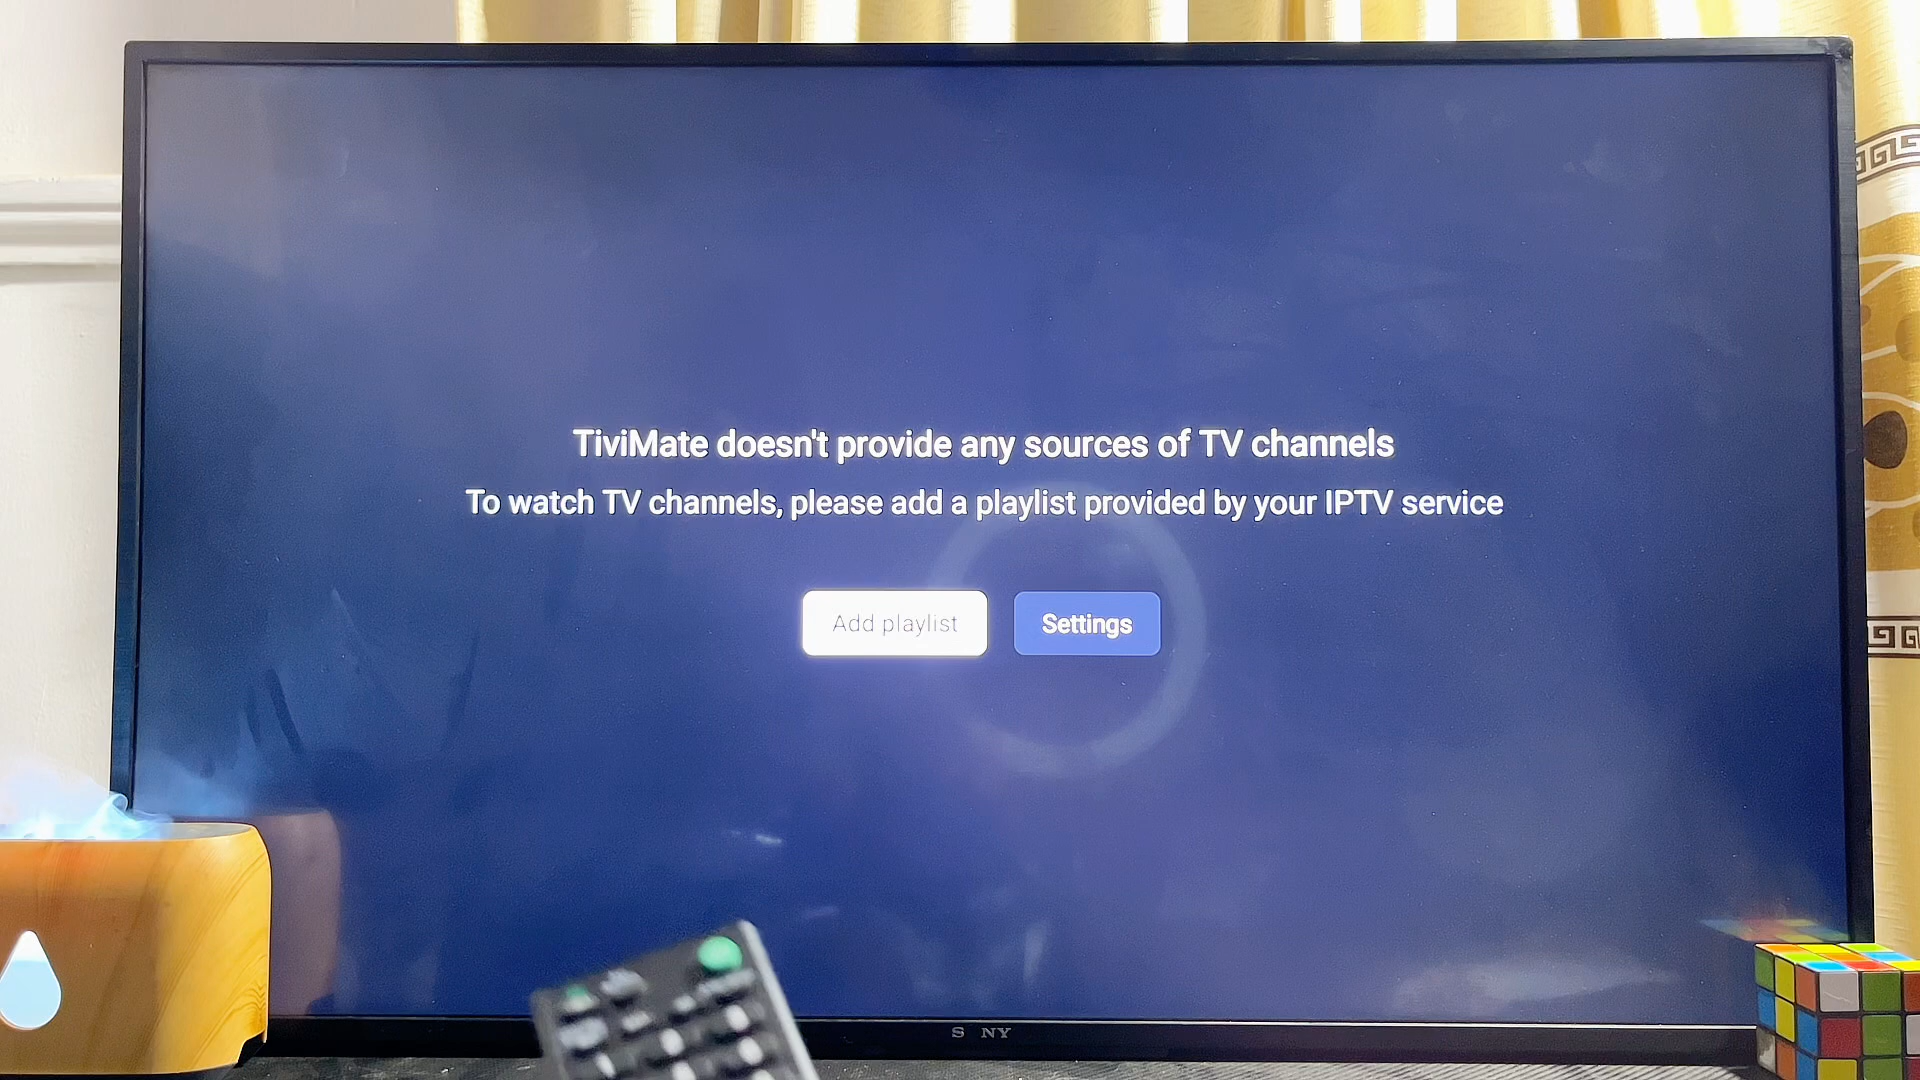 TiviMate doesn't provide any sources of TV channels
To watch TV channels, please add a playlist provided by your IPTV service
Add playlist
Settings
S NY